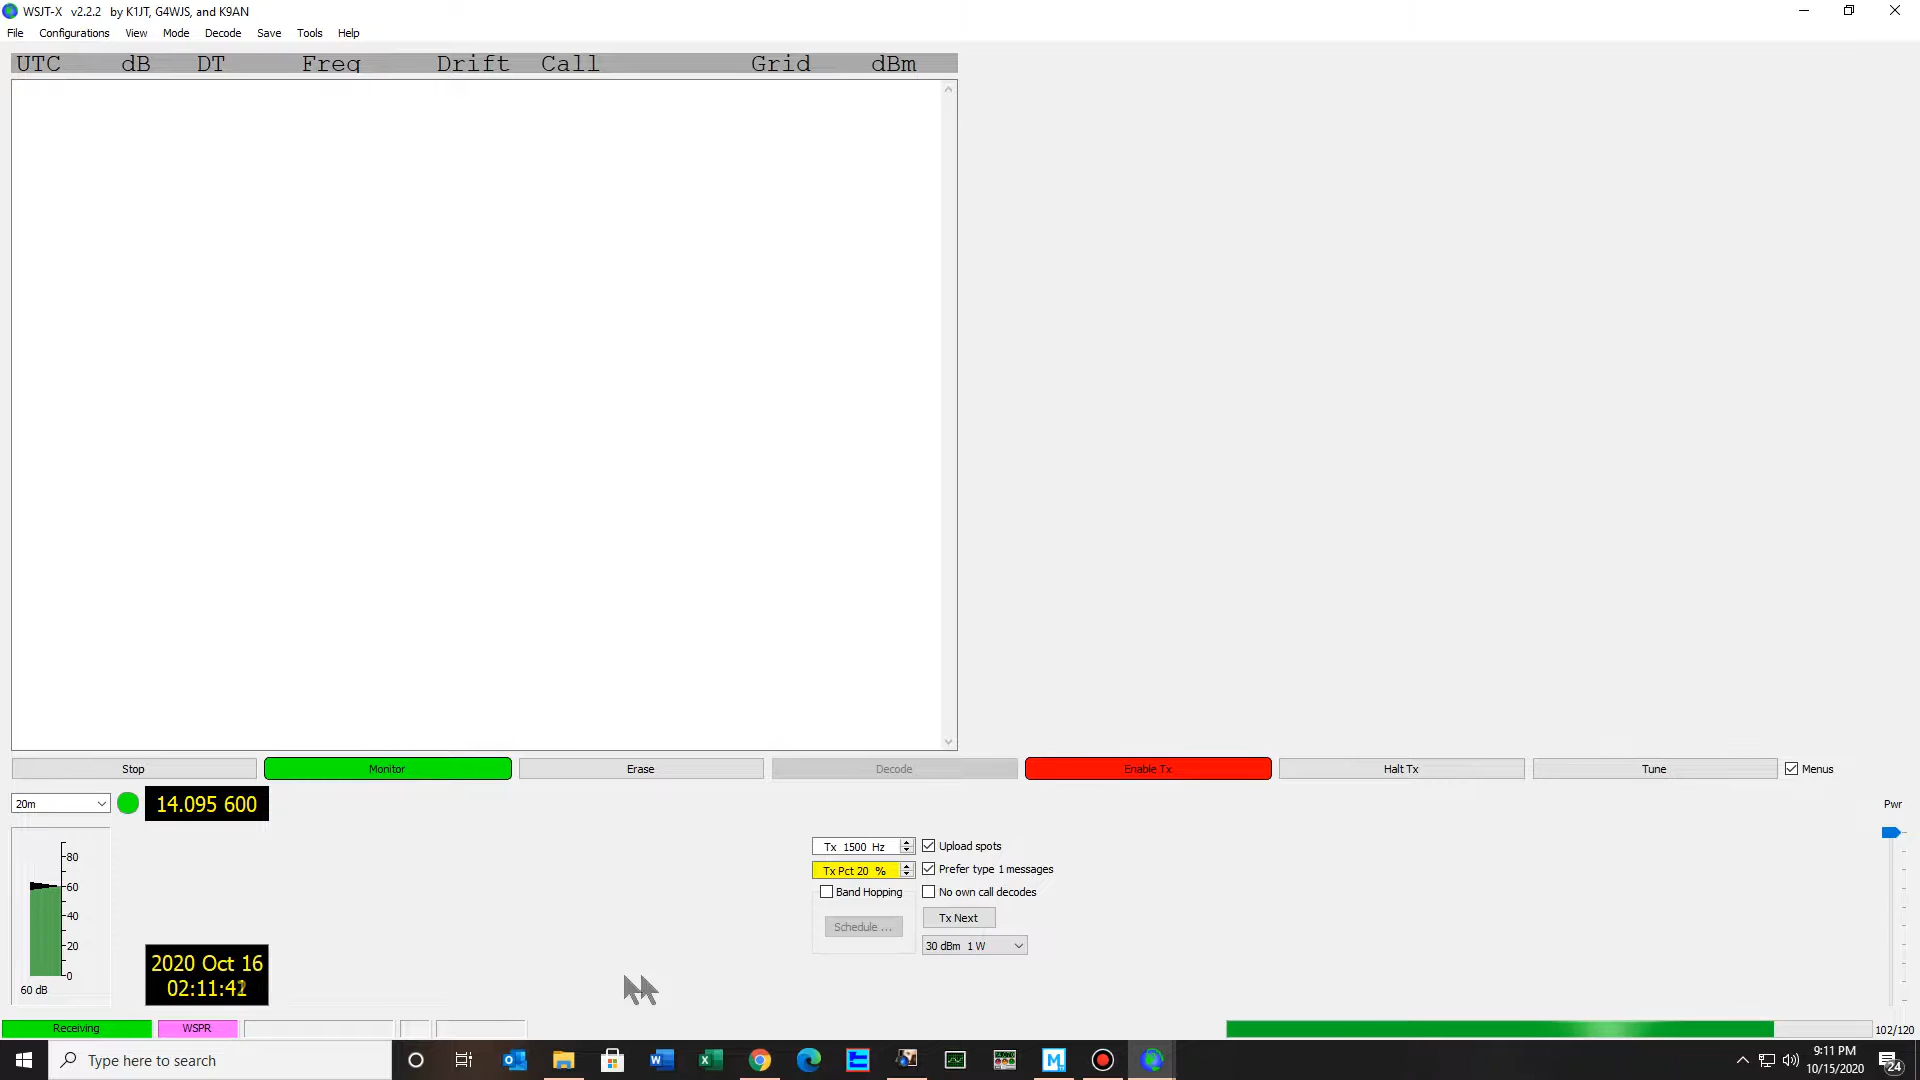 WSJT-X v2.2.2 by K1JT, G4WJS, and K9AN
File Configurations View Mode Decode Save Tools Help
UTC dB DT Freq Drift Call Grid dBm
Stop Monitor Erase Decode Enable Tx Halt Tx Tune Menus
20m 14.095 600 Pwr
Tx 1500 Hz Upload spots
Tx Pct 20 % Prefer type 1 messages
Band Hopping No own call decodes
Schedule ... Tx Next
30 dBm 1 W
80
60
40
20
0
60 dB
2020 Oct 16
02:11:42
Receiving WSPR 102/120
Type here to search
9:11 PM
10/15/2020
24